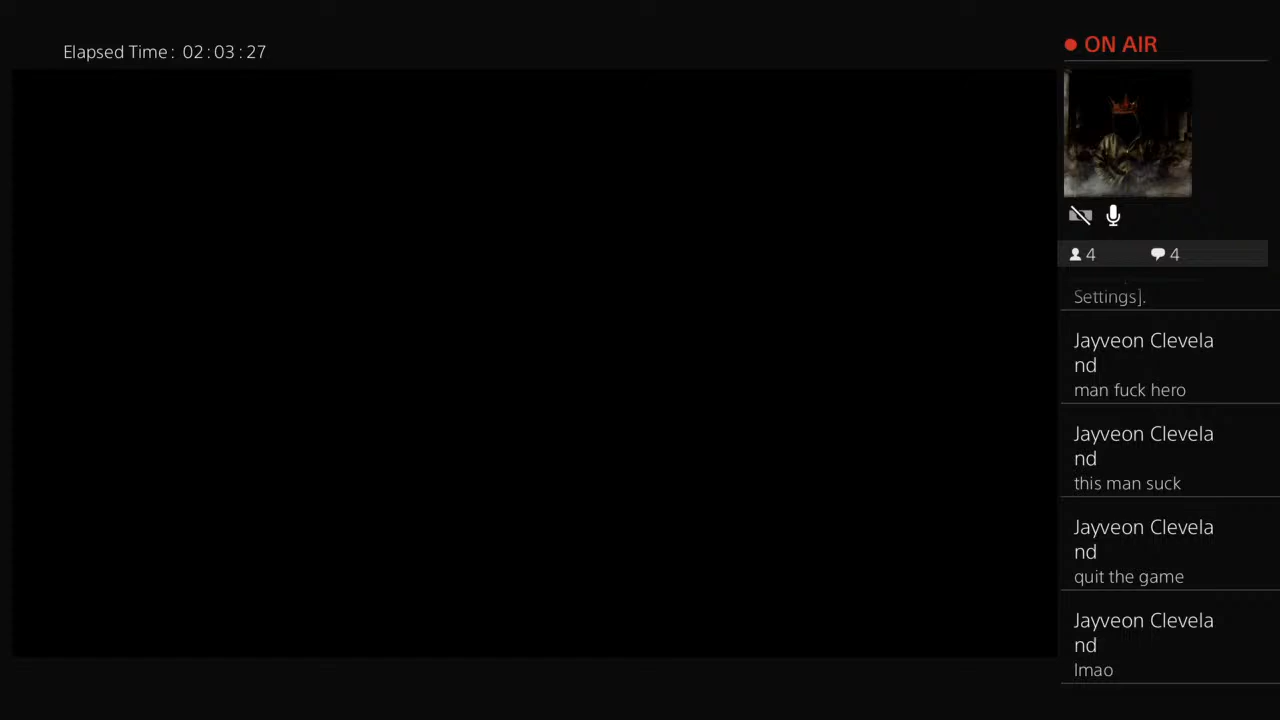 Elapsed Time: 02:03:27
ON AIR
4 4
Settings].
Jayveon Clevela
nd
man fuck hero
Jayveon Clevela
nd
this man suck
Jayveon Clevela
nd
quit the game
Jayveon Clevela
nd
lmao